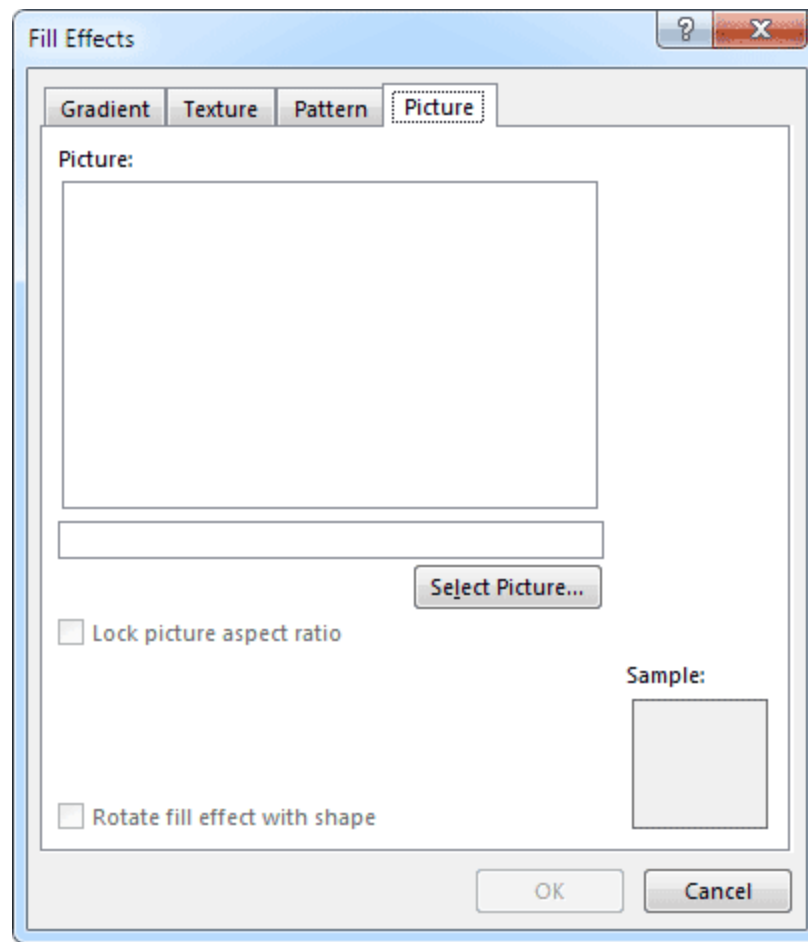 Fill Effects
?
Gradient Texture Pattern Picture
Picture:
Select Picture...
Lock picture aspect ratio
Sample:
Rotate fill effect with shape
OK Cancel